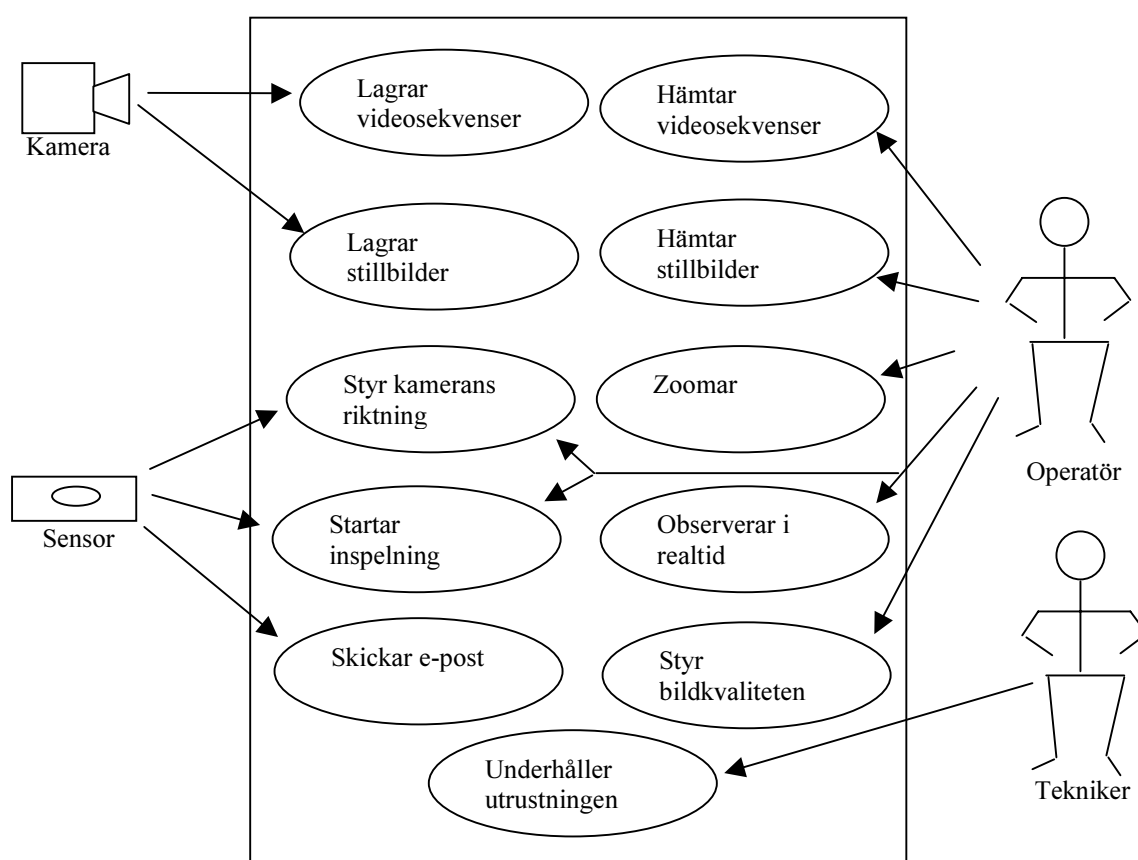 Lagrar
videosekvenser
Hämtar
videosekvenser
Kamera
Lagrar
stillbilder
Hämtar
stillbilder
Styr kamerans
riktning
Zoomar
Operatör
Sensor
Startar
inspelning
Observerar i
realtid
Skickar e-post
Styr
bildkvaliteten
Underhåller
utrustningen
Tekniker